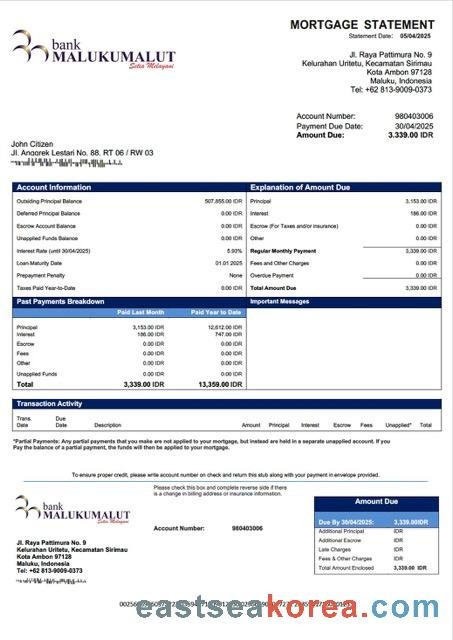 bank
MALUKUMALUT
Setia Melayani
MORTGAGE STATEMENT
Statement Date: 05/04/2025
Jl. Raya Pattimura No. 9
Kelurahan Uritetu, Kecamatan Sirimau
Kota Ambon 97128
Maluku, Indonesia
Tel: +62 813-9009-0373
Account Number: 980403006
Payment Due Date: 30/04/2025
Amount Due: 3.339.00 IDR
John Citizen
Jl. Anggrek Lestari No. 88, RT 06 / RW 03
Account Information
Outsiding Principal Balance 507,855.00 IDR
Deferred Principal Balance 0.00 IDR
Escrow Account Balance 0.00 IDR
Unapplied Funds Balance 0.00 IDR
Interest Rate (until 30/04/2025) 5.93%
Loan Maturity Date 01.01 2025
Prepayment Penalty None
Taxes Paid Year-to-Date 0.00 IDR
Explanation of Amount Due
Principal 3,153.00 IDR
Interest 186.00 IDR
Escrow (For Taxes and/or insurance) 0.00 IDR
Other 0.00 IDR
Regular Monthly Payment 3,339.00 IDR
Fees and Other Charges 0.00 IDR
Overdue Payment 0.00 IDR
Total Amount Due 3,339.00 IDR
Past Payments Breakdown
Paid Last Month Paid Year to Date
Principal 3,153.00 IDR 12,612.00 IDR
Interest 186.00 IDR 747.00 IDR
Escrow 0.00 IDR 0.00 IDR
Fees 0.00 IDR 0.00 IDR
Other 0.00 IDR 0.00 IDR
Unapplied Funds 0.00 IDR 0.00 IDR
Total 3,339.00 IDR 13,359.00 IDR
Important Messages
Transaction Activity
Trans. Date Due Date Description Amount Principal Interest Escrow Fees Unapplied* Total
*Partial Payments: Any partial payments that you make are not applied to your mortgage, but instead are held in a separate unapplied account. If you
Pay the balance of a partial payment, the funds will then be applied to your mortgage.
To ensure proper credit, please write account number on check and return this stub along with your payment in envelope provided.
Please check this box and complete reverse side if there
is a change in billing address or insurance information.
bank
MALUKUMALUT
Setia Melayani
Account Number: 980403006
Jl. Raya Pattimura No. 9
Kelurahan Uritetu, Kecamatan Sirimau
Kota Ambon 97128
Maluku, Indonesia
Tel: +62 813-9009-0373
Amount Due
Due By 30/04/2025: 3,339.00IDR
Additional Principal IDR
Additional Escrow IDR
Late Charges IDR
Fees & Other Charges IDR
Total Amount Enclosed 3,339.00 IDR
eastseakorea.com